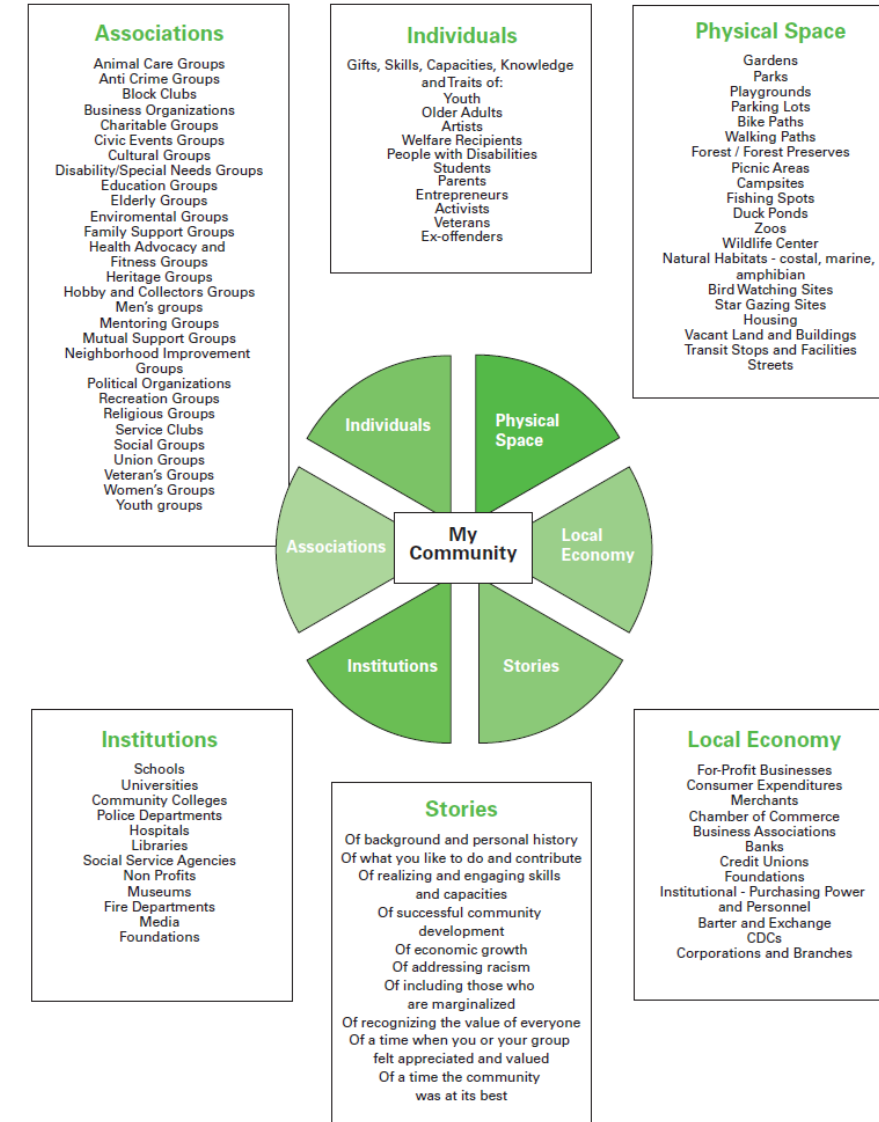 Associations
Animal Care Groups
Anti Crime Groups
Block Clubs
Business Organizations
Charitable Groups
Civic Events Groups
Cultural Groups
Disability/Special Needs Groups
Education Groups
Elderly Groups
Enviromental Groups
Family Support Groups
Health Advocacy and
Fitness Groups
Heritage Groups
Hobby and Collectors Groups
Men's groups
Mentoring Groups
Mutual Support Groups
Neighborhood Improvement
Groups
Political Organizations
Recreation Groups
Religious Groups
Service Clubs
Social Groups
Union Groups
Veteran's Groups
Women's Groups
Youth groups
Individuals
Gifts, Skills, Capacities, Knowledge
and Traits of:
Youth
Older Adults
Artists
Welfare Recipients
People with Disabilities
Students
Parents
Entrepreneurs
Activists
Veterans
Ex-offenders
Physical Space
Gardens
Parks
Playgrounds
Parking Lots
Bike Paths
Walking Paths
Forest / Forest Preserves
Picnic Areas
Campsites
Fishing Spots
Duck Ponds
Zoos
Wildlife Center
Natural Habitats - costal, marine,
amphibian
Bird Watching Sites
Star Gazing Sites
Housing
Vacant Land and Buildings
Transit Stops and Facilities
Streets
Individuals
Physical
Space
Associations
My
Community
Local
Economy
Institutions
Stories
Institutions
Schools
Universities
Community Colleges
Police Departments
Hospitals
Libraries
Social Service Agencies
Non Profits
Museums
Fire Departments
Media
Foundations
Stories
Of background and personal history
Of what you like to do and contribute
Of realizing and engaging skills
and capacities
Of successful community
development
Of economic growth
Of addressing racism
Of including those who
are marginalized
Of recognizing the value of everyone
Of a time when you or your group
felt appreciated and valued
Of a time the community
was at its best
Local Economy
For-Profit Businesses
Consumer Expenditures
Merchants
Chamber of Commerce
Business Associations
Banks
Credit Unions
Foundations
Institutional - Purchasing Power
and Personnel
Barter and Exchange
CDCs
Corporations and Branches